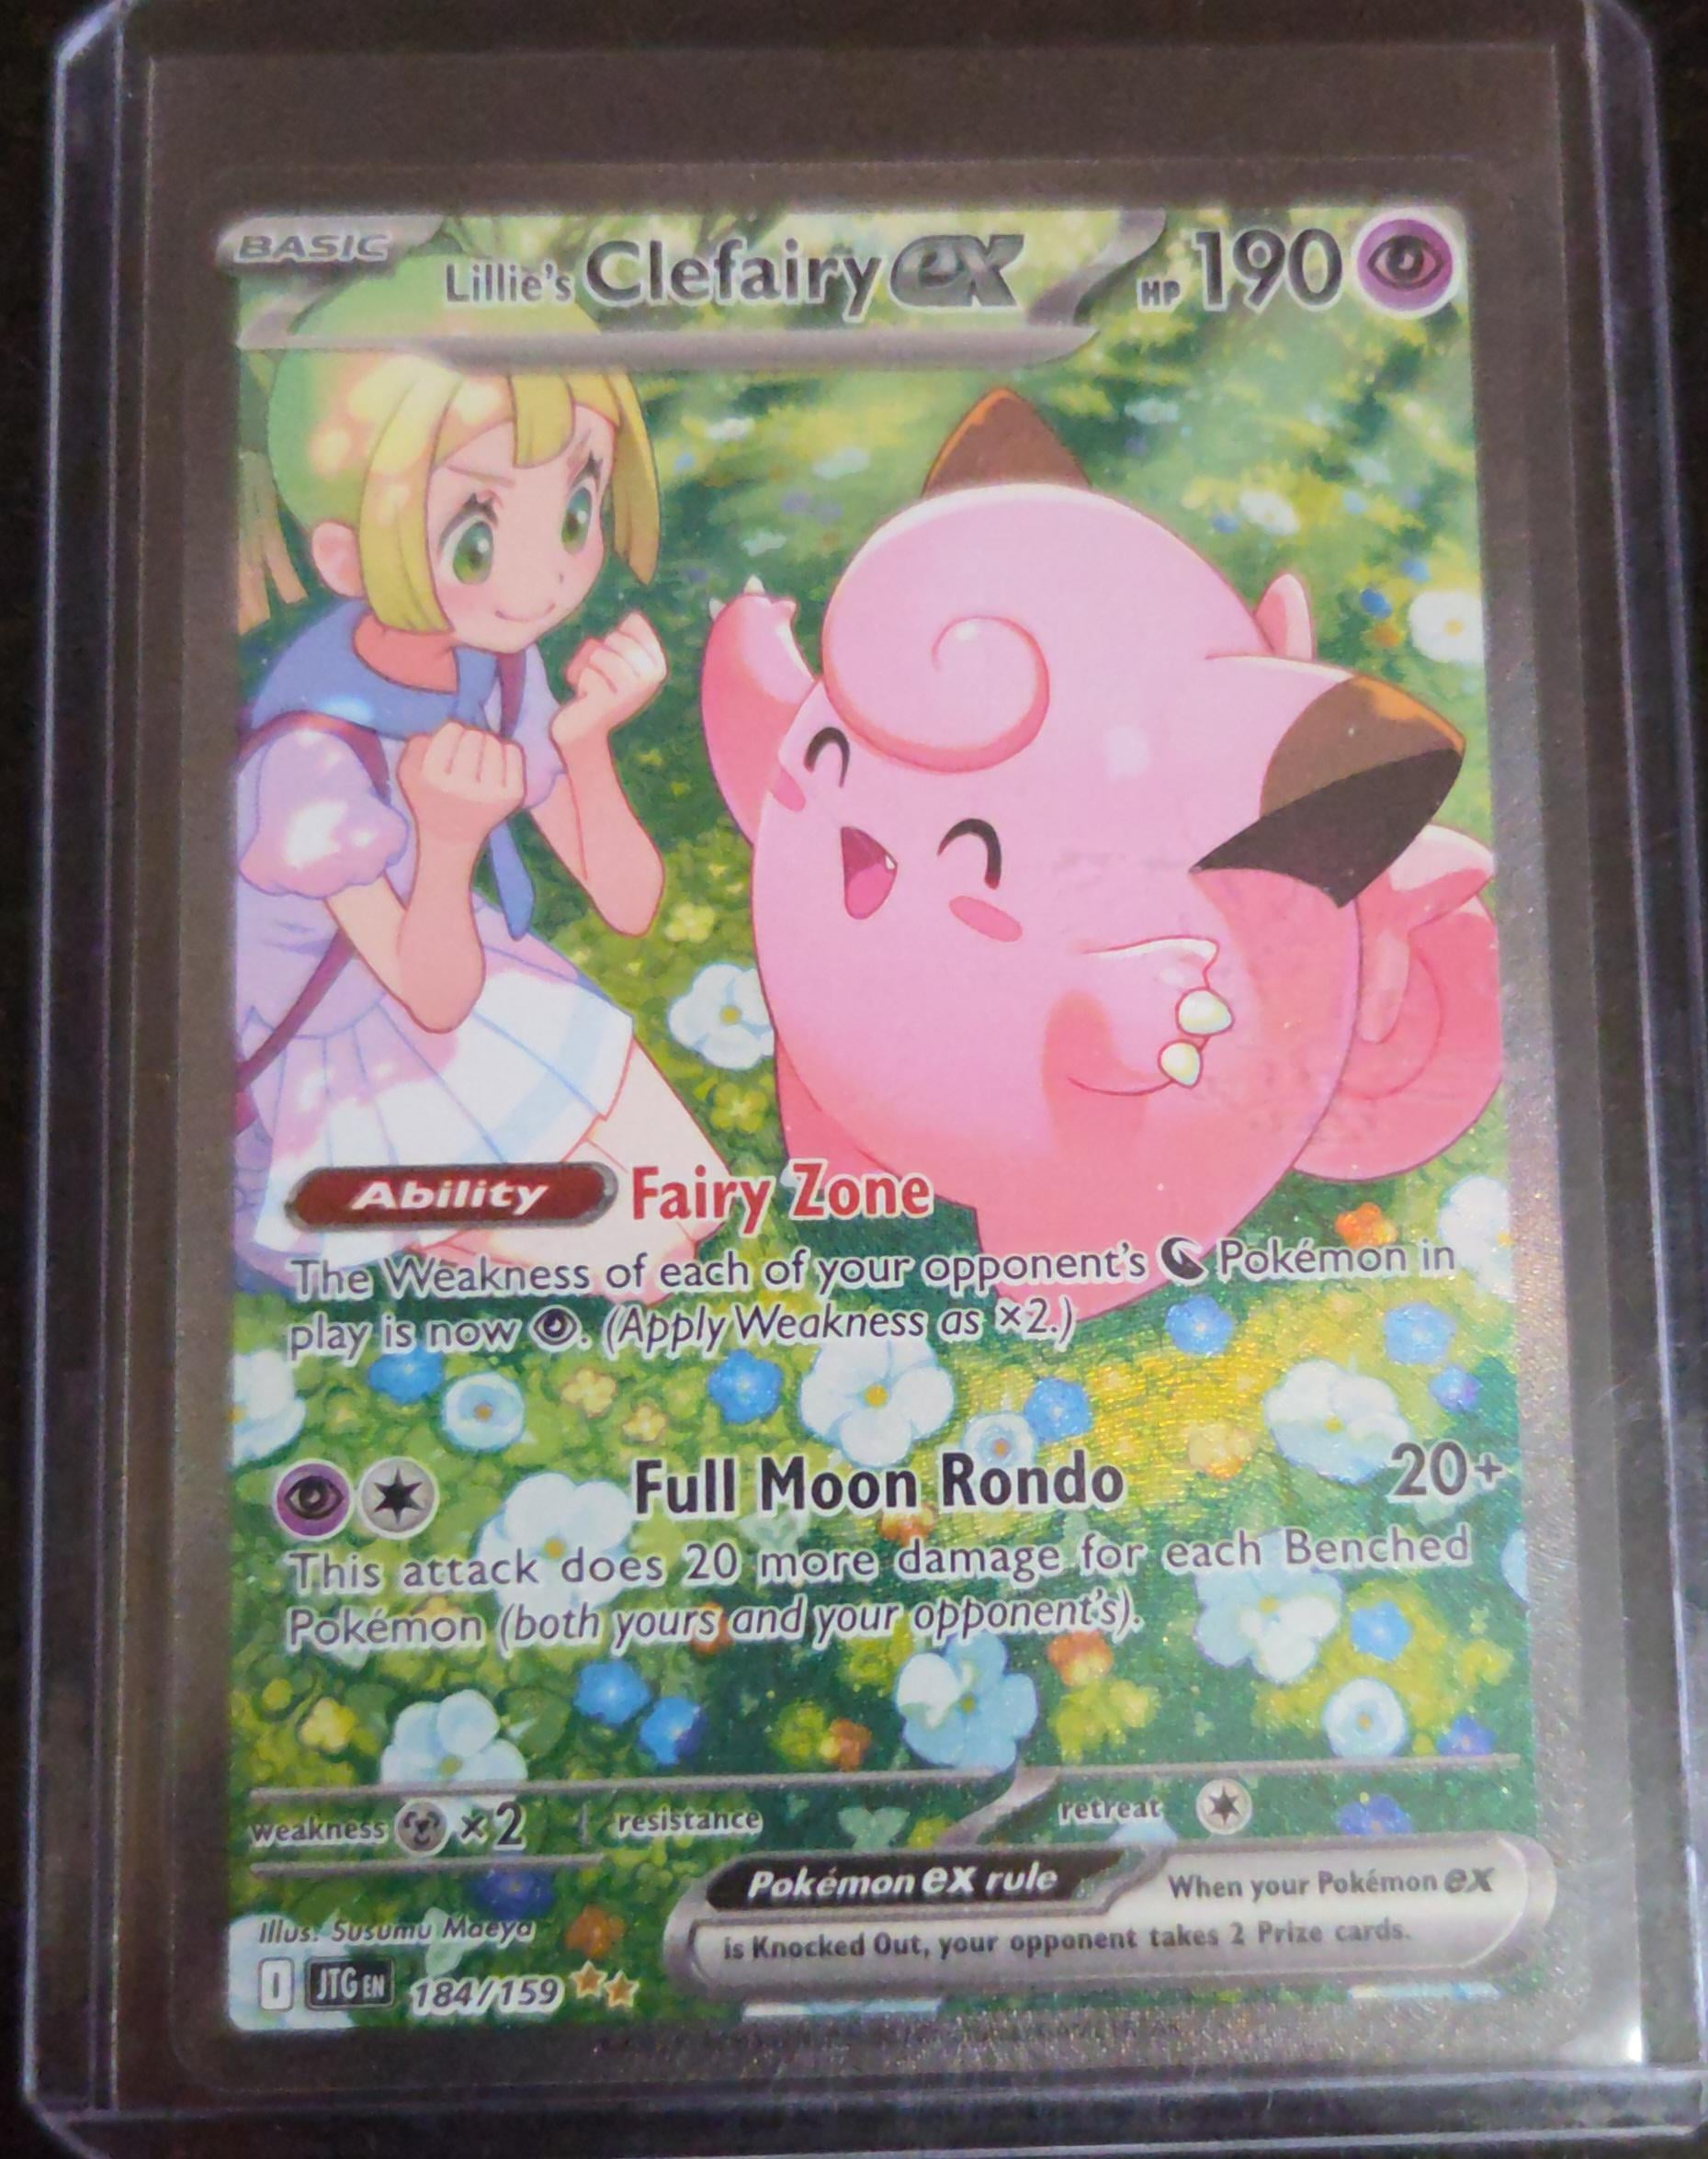 BASIC Lillie's Clefairy ex HP 190
Ability Fairy Zone
The Weakness of each of your opponent's Pokémon in
play is now . (Apply Weakness as ×2.)
Full Moon Rondo 20+
This attack does 20 more damage for each Benched
Pokémon (both yours and your opponent's).
weakness ×2 resistance retreat
Pokémon ex rule When your Pokémon ex
is Knocked Out, your opponent takes 2 Prize cards.
Illus. Susumu Maeya
I JTG EN 184/159